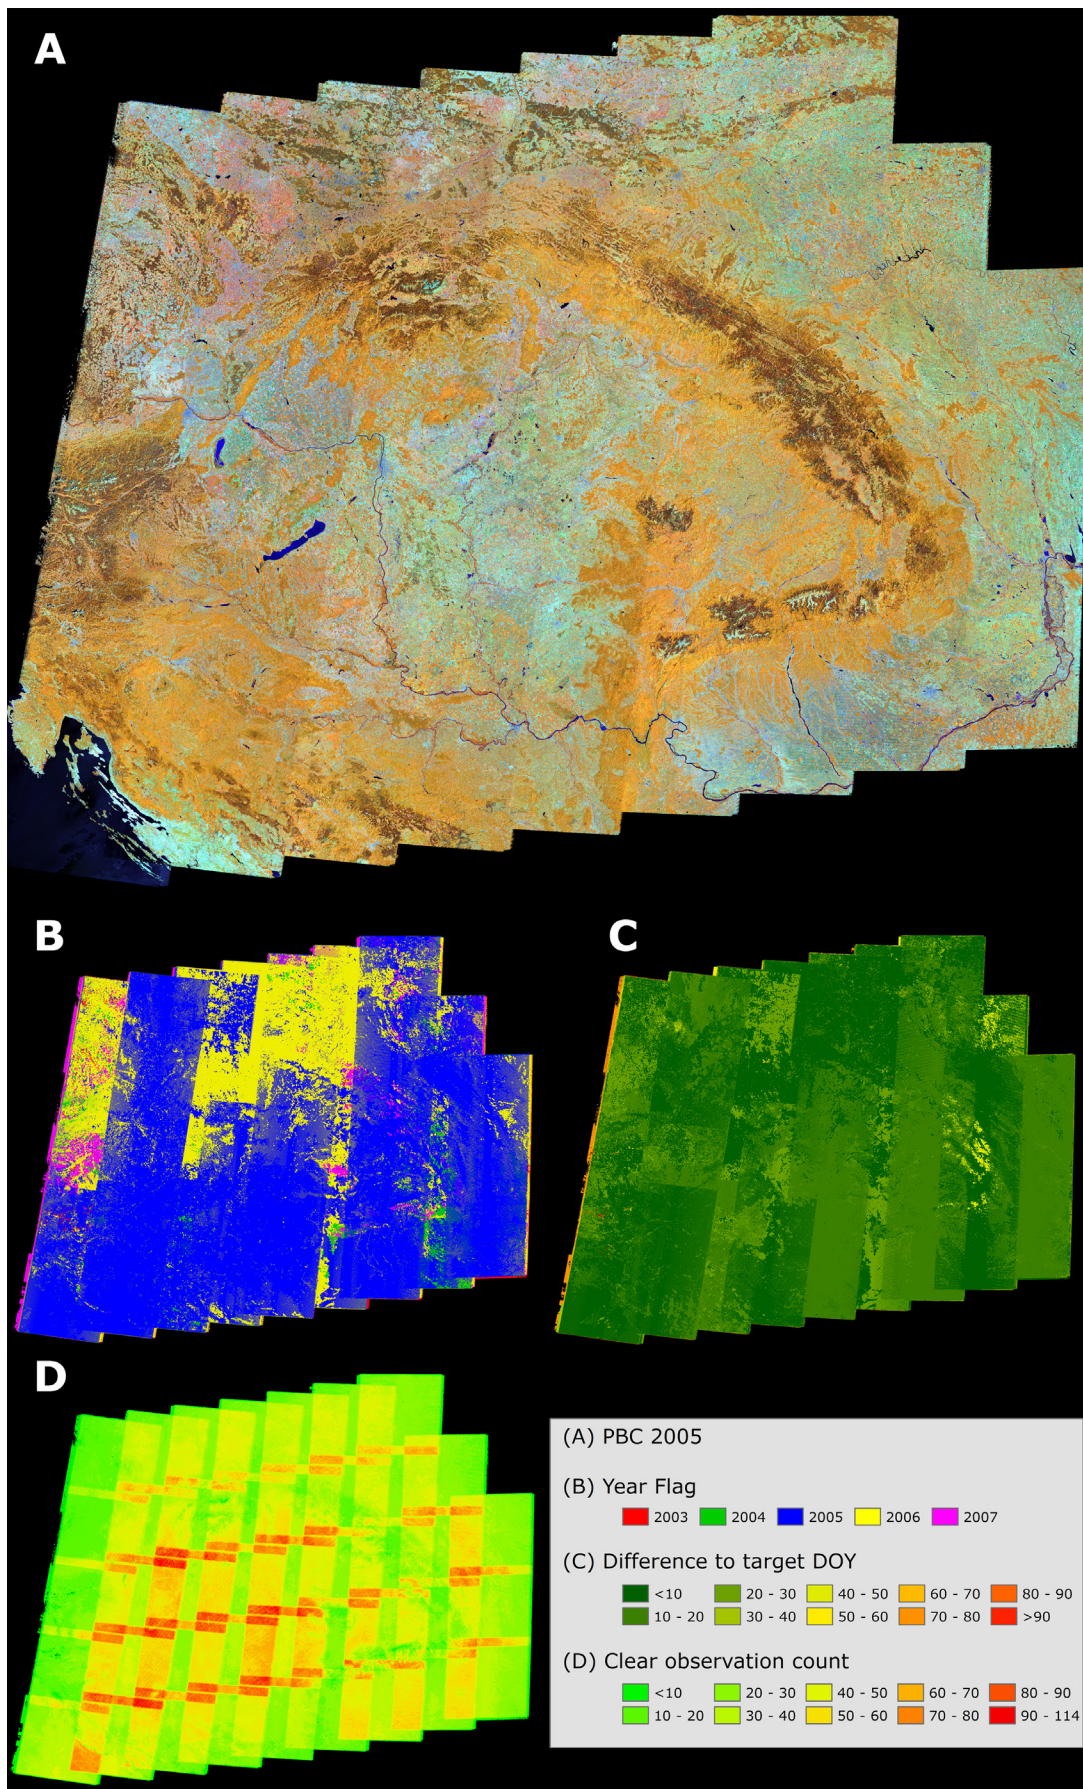 A
B
C
D
(A) PBC 2005
(B) Year Flag
2003 2004 2005 2006 2007
(C) Difference to target DOY
<10 20 - 30 40 - 50 60 - 70 80 - 90
10 - 20 30 - 40 50 - 60 70 - 80 >90
(D) Clear observation count
<10 20 - 30 40 - 50 60 - 70 80 - 90
10 - 20 30 - 40 50 - 60 70 - 80 90 - 114